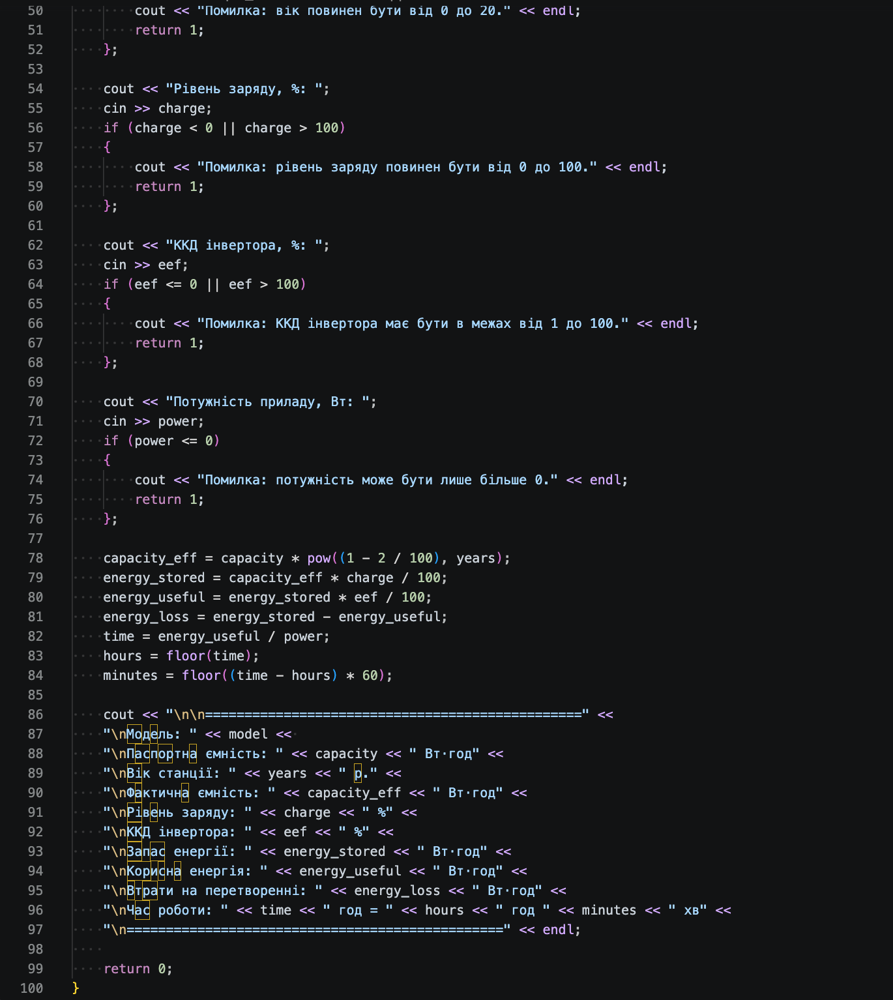 50 cout << "Помилка: вік повинен бути від 0 до 20." << endl;
51 return 1;
52 };
53
54 cout << "Рівень заряду, %: ";
55 cin >> charge;
56 if (charge < 0 || charge > 100)
57 {
58 cout << "Помилка: рівень заряду повинен бути від 0 до 100." << endl;
59 return 1;
60 };
61
62 cout << "ККД інвертора, %: ";
63 cin >> eef;
64 if (eef <= 0 || eef > 100)
65 {
66 cout << "Помилка: ККД інвертора має бути в межах від 1 до 100." << endl;
67 return 1;
68 };
69
70 cout << "Потужність приладу, Вт: ";
71 cin >> power;
72 if (power <= 0)
73 {
74 cout << "Помилка: потужність може бути лише більше 0." << endl;
75 return 1;
76 };
77
78 capacity_eff = capacity * pow((1 - 2 / 100), years);
79 energy_stored = capacity_eff * charge / 100;
80 energy_useful = energy_stored * eef / 100;
81 energy_loss = energy_stored - energy_useful;
82 time = energy_useful / power;
83 hours = floor(time);
84 minutes = floor((time - hours) * 60);
85
86 cout << "\n\n================================================" <<
87 "\nМодель: " << model <<
88 "\nПаспортна ємність: " << capacity << " Вт·год" <<
89 "\nВік станції: " << years << " р." <<
90 "\nФактична ємність: " << capacity_eff << " Вт·год" <<
91 "\nРівень заряду: " << charge << " %" <<
92 "\nККД інвертора: " << eef << " %" <<
93 "\nЗапас енергії: " << energy_stored << " Вт·год" <<
94 "\nКорисна енергія: " << energy_useful << " Вт·год" <<
95 "\nВтрати на перетворенні: " << energy_loss << " Вт·год" <<
96 "\nЧас роботи: " << time << " год = " << hours << " год " << minutes << " хв" <<
97 "\n================================================" << endl;
98
99 return 0;
100 }